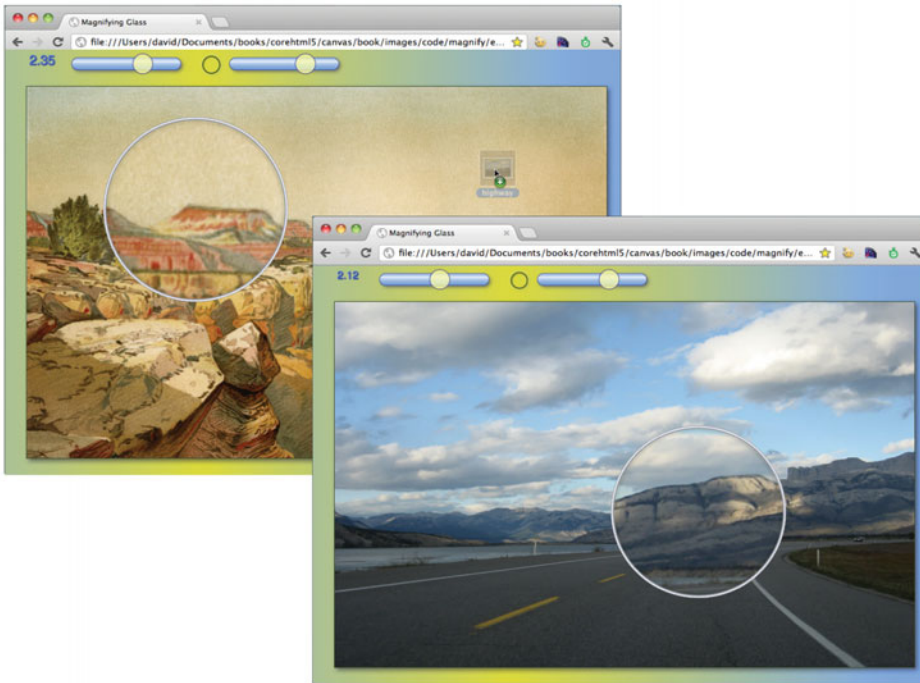 Magnifying Glass
file:///Users/david/Documents/books/corehtml5/canvas/book/images/code/magnify/e...
2.35
highway
Magnifying Glass
file:///Users/david/Documents/books/corehtml5/canvas/book/images/code/magnify/e...
2.12